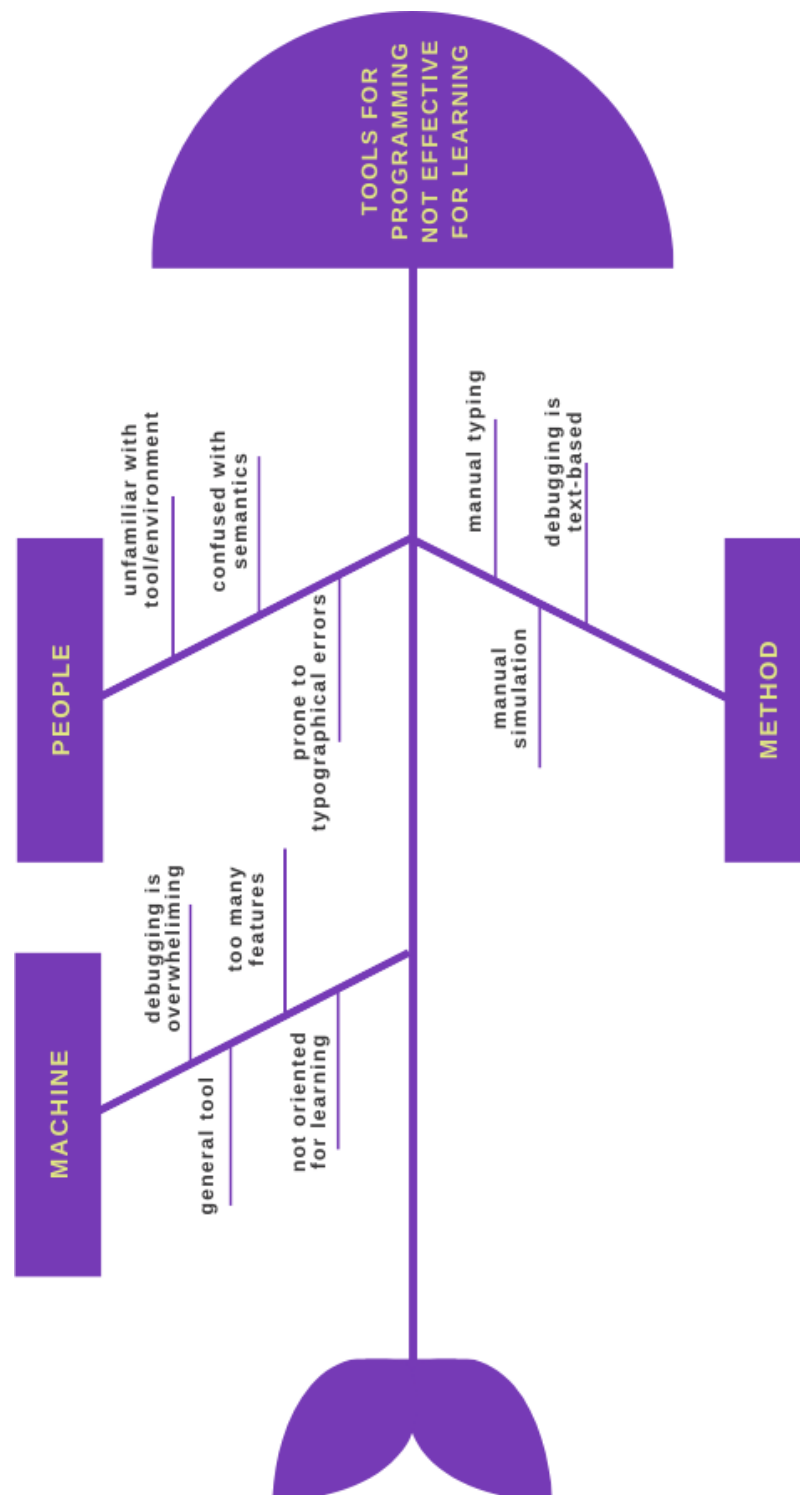 TOOLS FOR
PROGRAMMING
NOT EFFECTIVE
FOR LEARNING
PEOPLE
unfamiliar with
tool/environment
confused with
semantics
prone to
typographical errors
MACHINE
debugging is
overwheliming
too many
features
general tool
not oriented
for learning
METHOD
manual typing
debugging is
text-based
manual
simulation